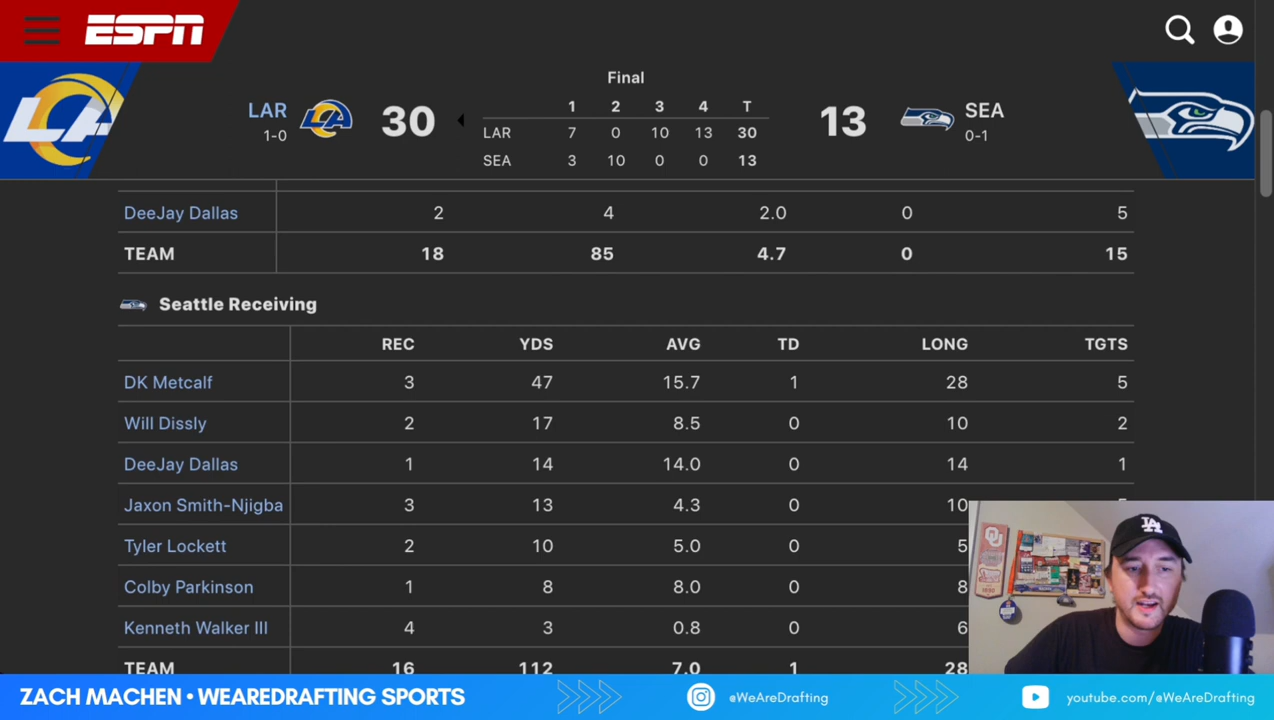 ESPN
Final
LAR 30 1 2 3 4 T 13 SEA
1-0 LAR 7 0 10 13 30 0-1
SEA 3 10 0 0 13
DeeJay Dallas 2 4 2.0 0 5
TEAM 18 85 4.7 0 15
Seattle Receiving
REC YDS AVG TD LONG TGTS
DK Metcalf 3 47 15.7 1 28 5
Will Dissly 2 17 8.5 0 10 2
DeeJay Dallas 1 14 14.0 0 14 1
Jaxon Smith-Njigba 3 13 4.3 0 10
Tyler Lockett 2 10 5.0 0 5
Colby Parkinson 1 8 8.0 0 8
Kenneth Walker III 4 3 0.8 0 6
TEAM 16 112 7.0 1 28
LA
OU
ZACH MACHEN • WEAREDRAFTING SPORTS @WeAreDrafting youtube.com/@WeAreDrafting